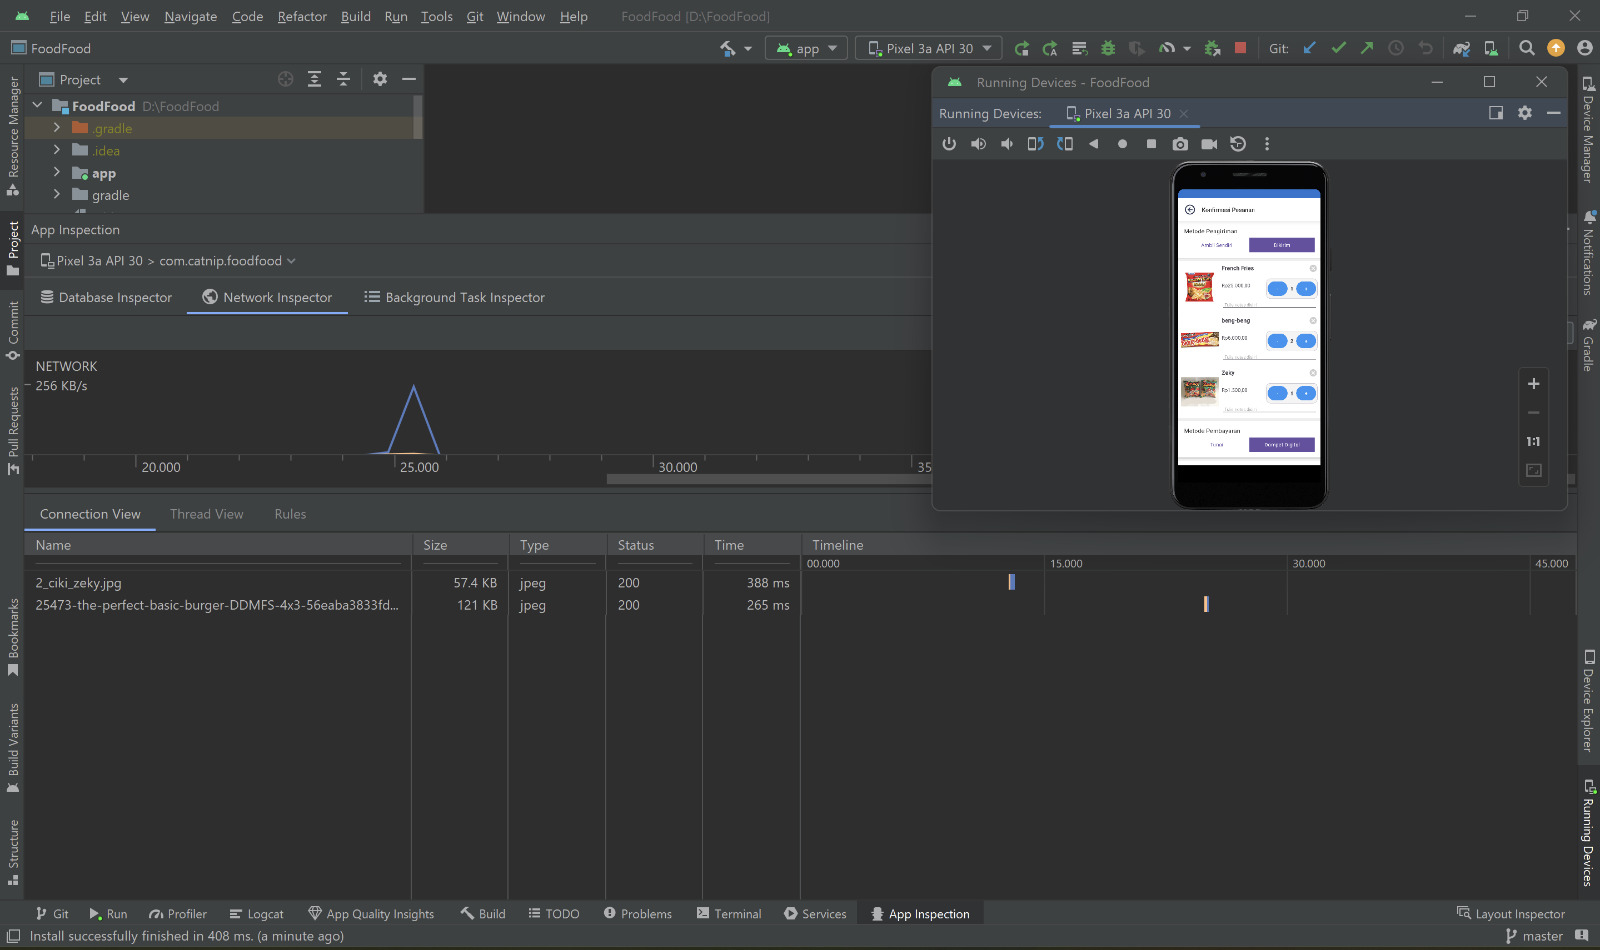 File Edit View Navigate Code Refactor Build Run Tools Git Window Help FoodFood [D:\FoodFood]
FoodFood
app
Pixel 3a API 30
Git:
Resource Manager
Project
Commit
Pull Requests
Bookmarks
Build Variants
Structure
Project
FoodFood D:\FoodFood
.gradle
.idea
app
gradle
App Inspection
Pixel 3a API 30 > com.catnip.foodfood
Database Inspector
Network Inspector
Background Task Inspector
NETWORK
256 KB/s
20.000 25.000 30.000 35
Connection View Thread View Rules
Name Size Type Status Time Timeline
00.000 15.000 30.000 45.000
2_ciki_zeky.jpg 57.4 KB jpeg 200 388 ms
25473-the-perfect-basic-burger-DDMFS-4x3-56eaba3833fd... 121 KB jpeg 200 265 ms
Running Devices - FoodFood
Running Devices: Pixel 3a API 30
Konfirmasi Pesanan
Metode Pengiriman
Ambil Sendiri Dikirim
French Fries
beng-beng
Rp6.000,00
2
Zeky
Rp1.500,00
Metode Pembayaran
Tunai Dompet Digital
1:1
Device Manager
Notifications
Gradle
Device Explorer
Running Devices
Git Run Profiler Logcat App Quality Insights Build TODO Problems Terminal Services App Inspection Layout Inspector
Install successfully finished in 408 ms. (a minute ago)
master